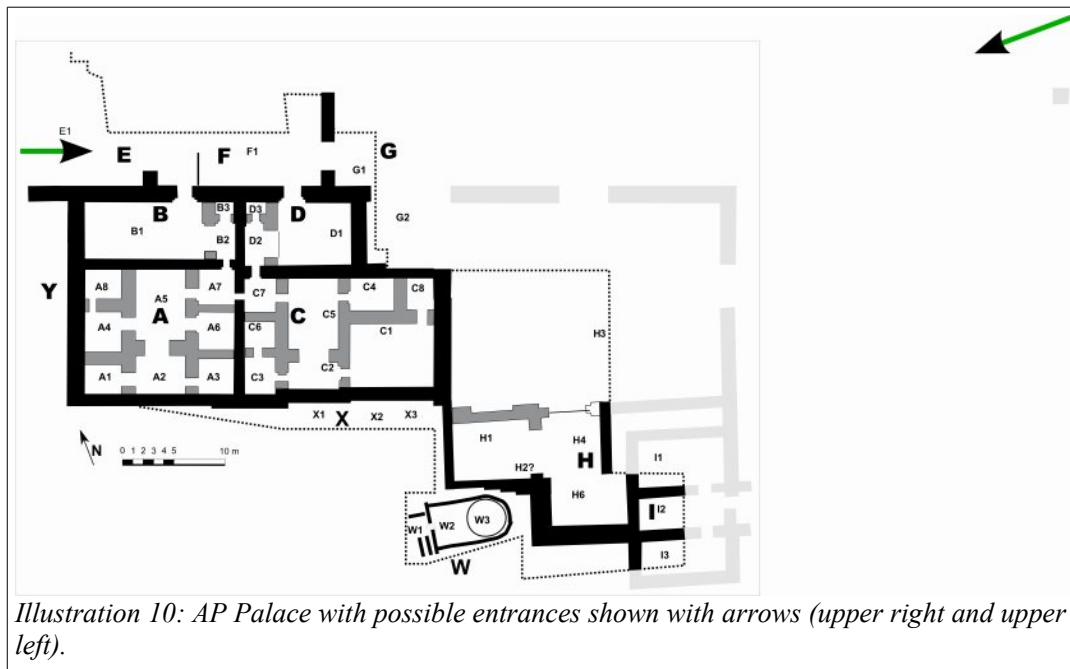 E1
E
F
F1
G
G1
G2
B
B1
B3
B2
D3
D
D2
D1
Y
A8
A5
A7
A4
A
A6
A1
A2
A3
C7
C4
C8
C6
C
C5
C1
C3
C2
H3
X1
X
X2
X3
H1
H4
H2?
H
H6
I1
I2
I3
N
0 1 2 3 4 5 10 m
W1
W2
W3
W
Illustration 10: AP Palace with possible entrances shown with arrows (upper right and upper
left).